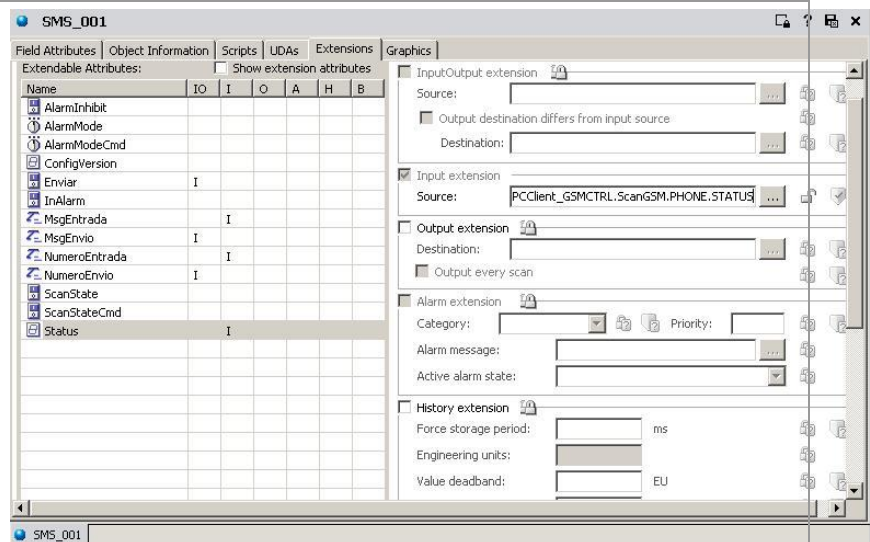 SMS_001
?
Field Attributes Object Information Scripts UDAs Extensions Graphics
Extendable Attributes: Show extension attributes
Name IO I O A H B
AlarmInhibit
AlarmMode
AlarmModeCmd
ConfigVersion
Enviar I
InAlarm
MsgEntrada I
MsgEnvio I
NumeroEntrada I
NumeroEnvio I
ScanState
ScanStateCmd
Status I
InputOutput extension
Source: ...
Output destination differs from input source
Destination: ...
Input extension
Source: PCClient_GSMCTRL.ScanGSM.PHONE.STATUS ...
Output extension
Destination: ...
Output every scan
Alarm extension
Category: Priority:
Alarm message: ...
Active alarm state:
History extension
Force storage period: ms
Engineering units:
Value deadband: EU
SMS_001